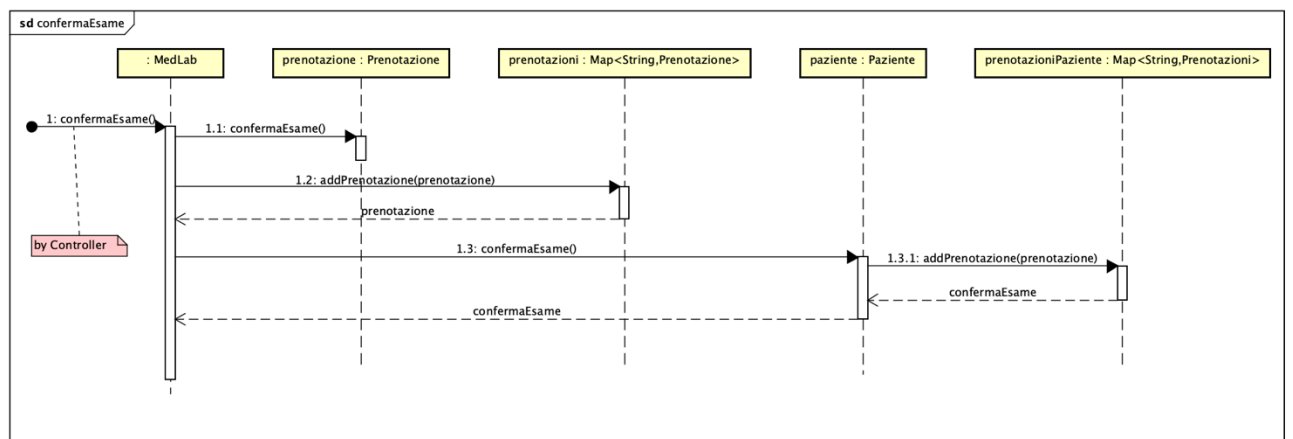 sd confermaEsame
: MedLab
prenotazione : Prenotazione
prenotazioni : Map<String,Prenotazione>
paziente : Paziente
prenotazioniPaziente : Map<String,Prenotazioni>
1: confermaEsame()
1.1: confermaEsame()
1.2: addPrenotazione(prenotazione)
prenotazione
by Controller
1.3: confermaEsame()
1.3.1: addPrenotazione(prenotazione)
confermaEsame
confermaEsame